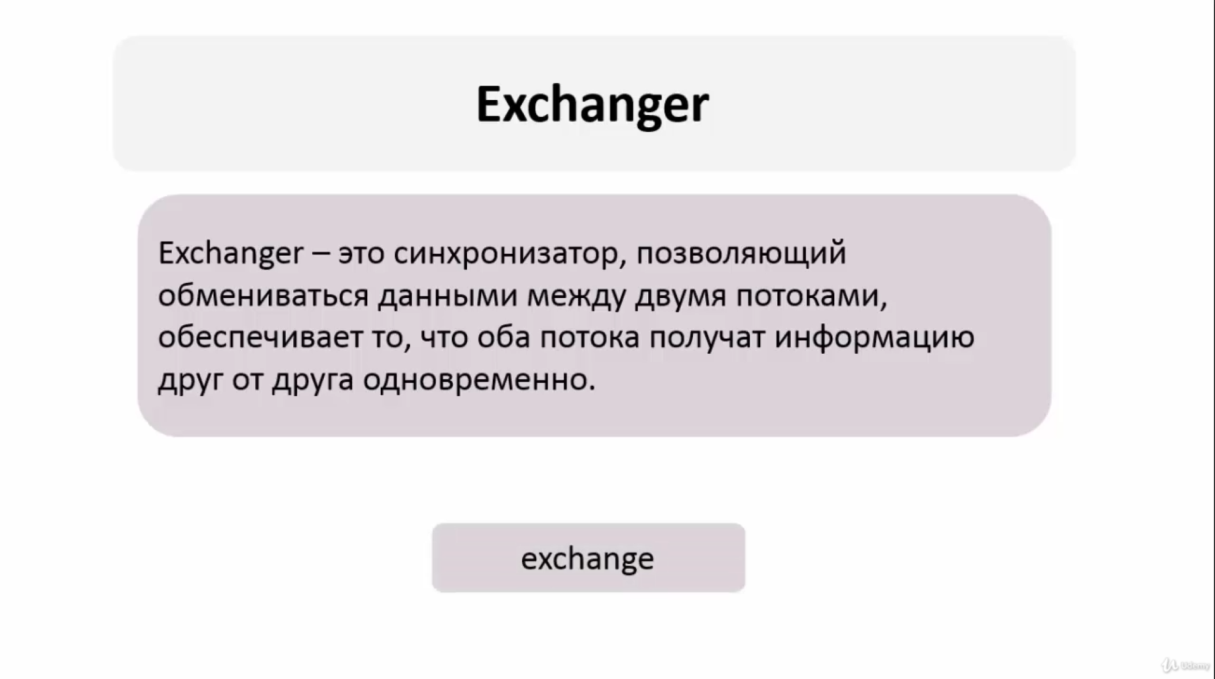 Exchanger
Exchanger – это синхронизатор, позволяющий
обмениваться данными между двумя потоками,
обеспечивает то, что оба потока получат информацию
друг от друга одновременно.
exchange
Udemy